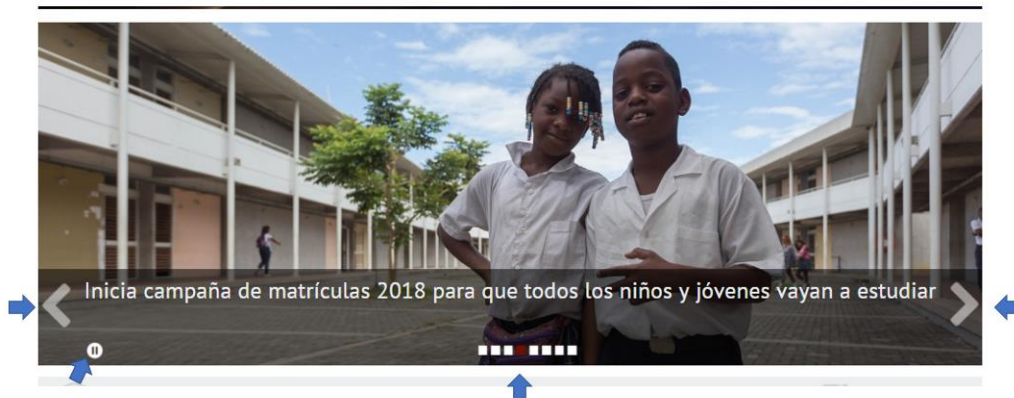 Inicia campaña de matrículas 2018 para que todos los niños y jóvenes vayan a estudiar